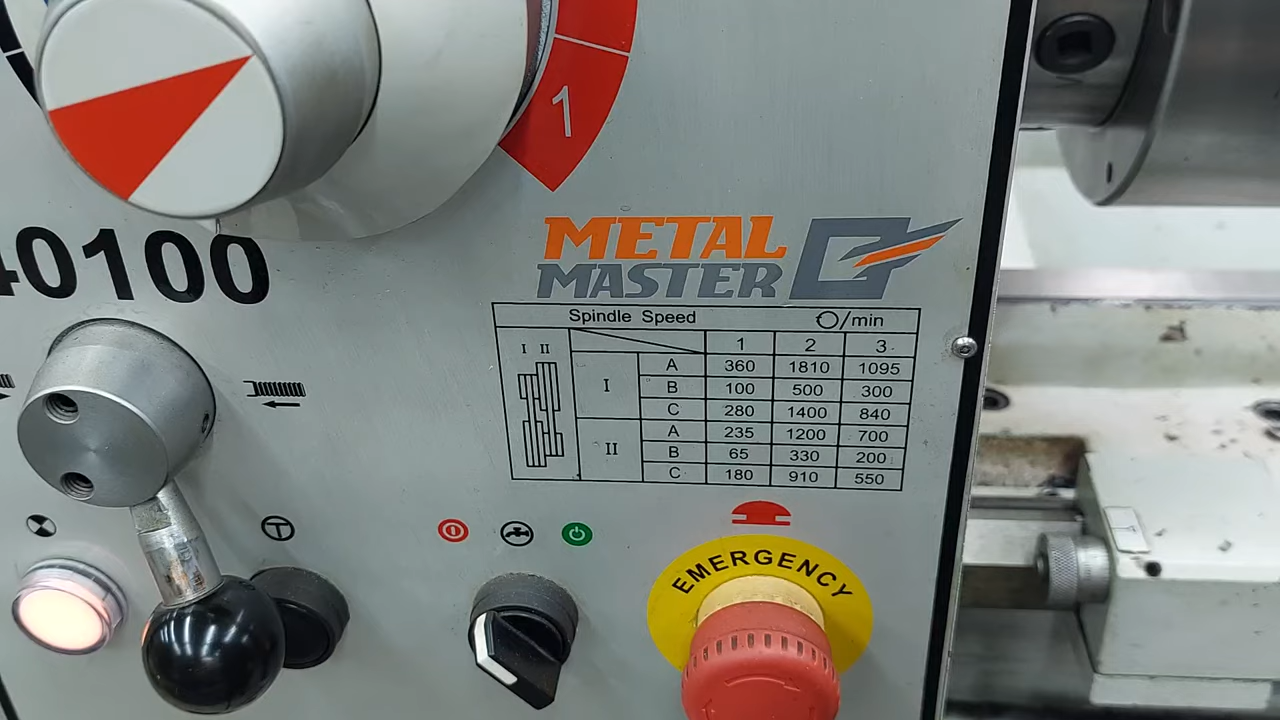 1
40100
METAL
MASTER
Spindle Speed /min
I II 1 2 3
I A 360 1810 1095
B 100 500 300
C 280 1400 840
II A 235 1200 700
B 65 330 200
C 180 910 550
EMERGENCY